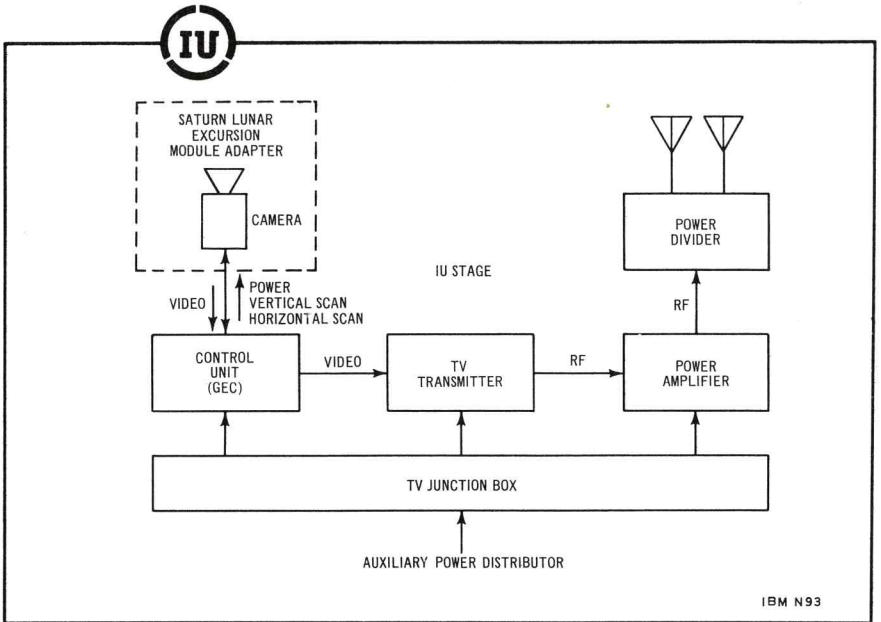 IU
SATURN LUNAR
EXCURSION
MODULE ADAPTER
CAMERA
POWER
DIVIDER
IU STAGE
VIDEO
POWER
VERTICAL SCAN
HORIZONTAL SCAN
RF
CONTROL
UNIT
(GEC)
VIDEO
TV
TRANSMITTER
RF
POWER
AMPLIFIER
TV JUNCTION BOX
AUXILIARY POWER DISTRIBUTOR
IBM N93